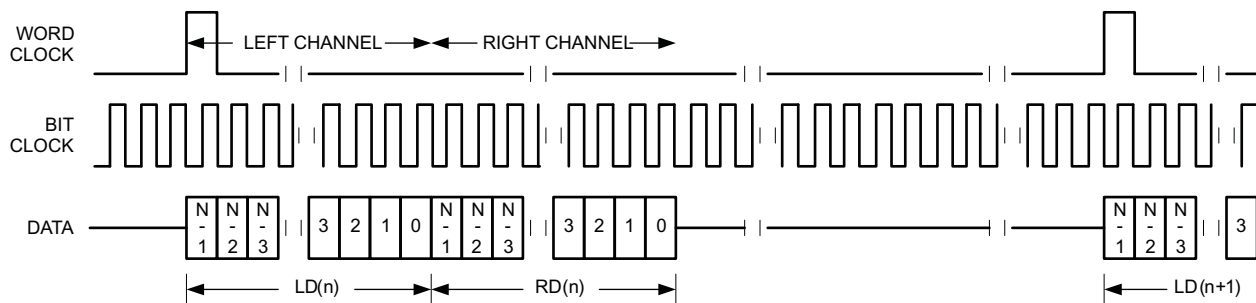 WORD
CLOCK
LEFT CHANNEL
RIGHT CHANNEL
BIT
CLOCK
DATA
N-1
N-2
N-3
3
2
1
0
N-1
N-2
N-3
3
2
1
0
N-1
N-2
N-3
3
LD(n)
RD(n)
LD(n+1)